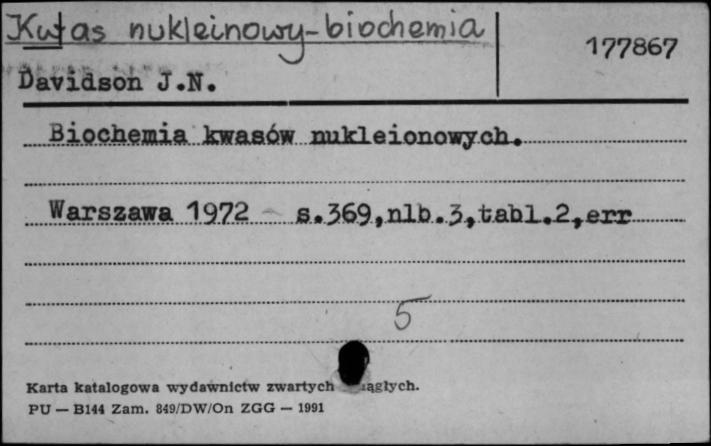 Kwas nukleinowy-biochemia
177867
Davidson J.N.
Biochemia kwasów nukleionowych.
Warszawa 1972 - s.369,nlb.3,tabl.2,err
5
Karta katalogowa wydawnictw zwartych
PU — B144 Zam. 849/DW/On ZGG — 1991